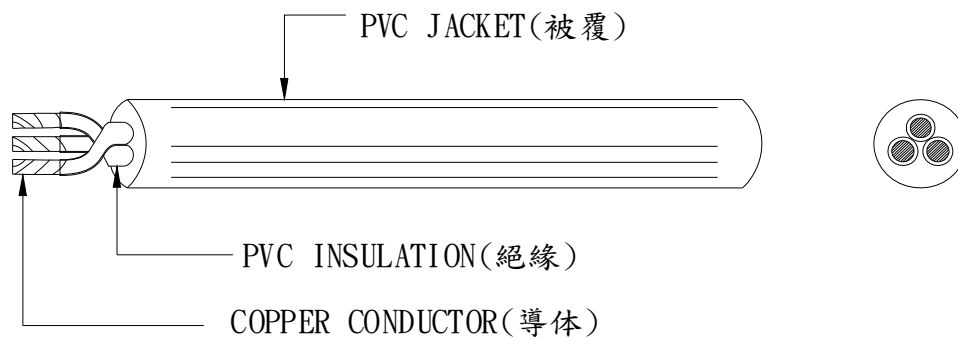 PVC JACKET(被覆)
PVC INSULATION(絕緣)
COPPER CONDUCTOR(導体)